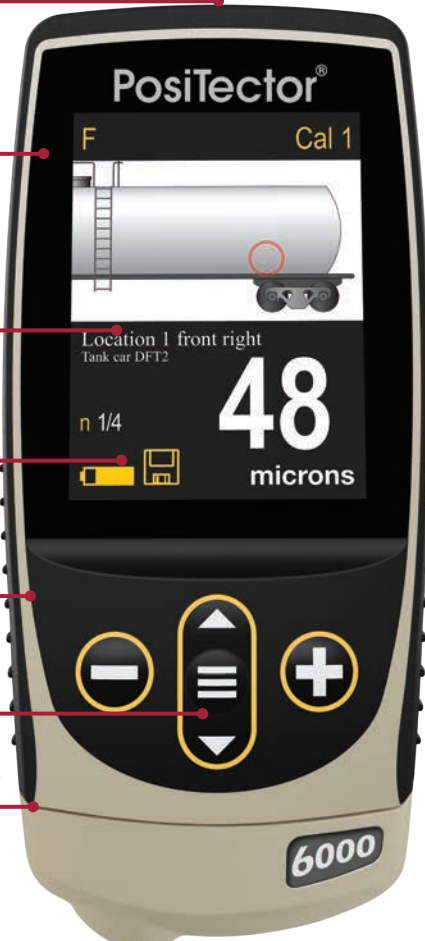 PosiTector®
F Cal 1
Location 1 front right
Tank car DFT2
48
n 1/4
microns
6000